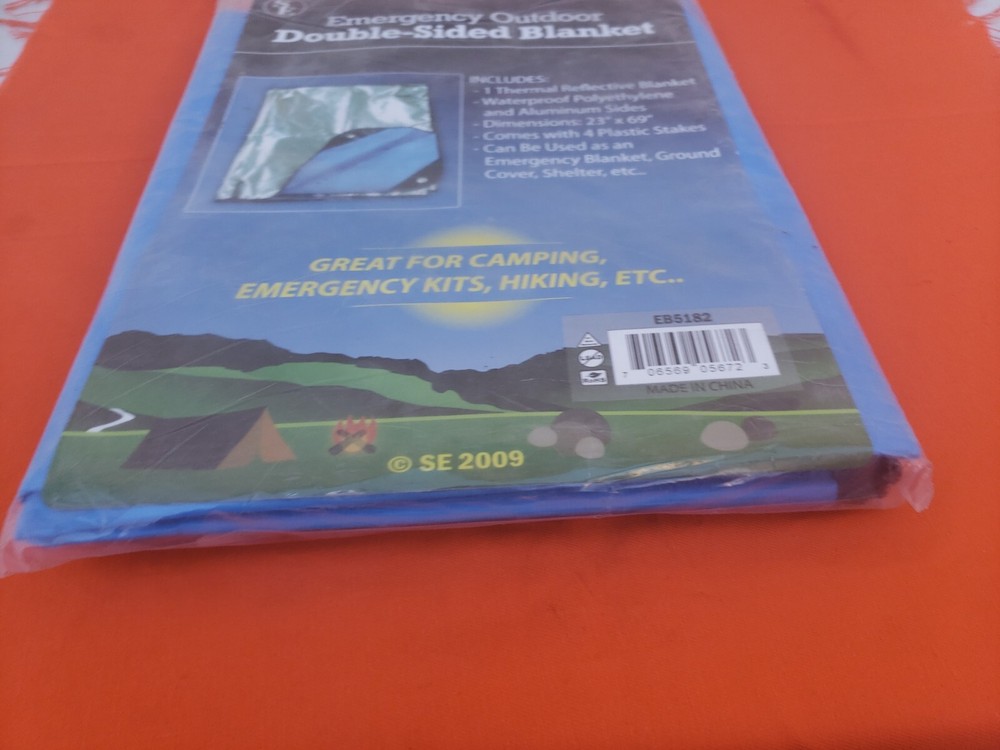 SE
Emergency Outdoor
Double-Sided Blanket
INCLUDES:
- 1 Thermal Reflective Blanket
- Waterproof Polyethylene
and Aluminum Sides
- Dimensions: 23" x 69"
- Comes with 4 Plastic Stakes
- Can Be Used as an
Emergency Blanket, Ground
Cover, Shelter, etc..
GREAT FOR CAMPING,
EMERGENCY KITS, HIKING, ETC..
EB5182
RoHS
7 06569 05672 3
MADE IN CHINA
© SE 2009